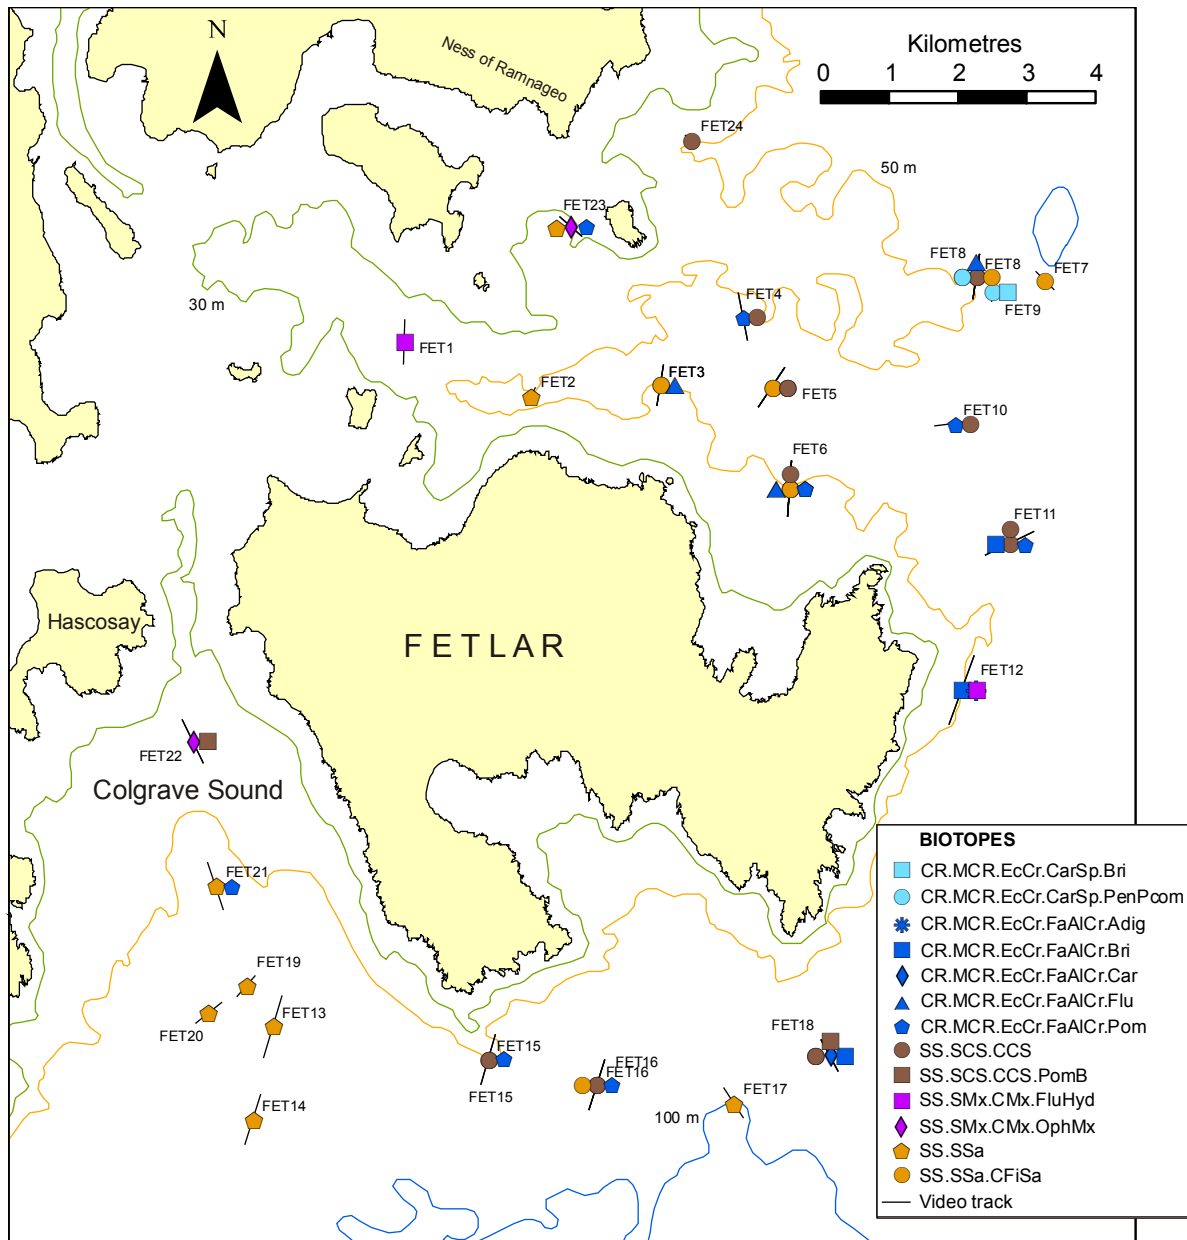 N
Ness of Ramnageo
Kilometres
0 1 2 3 4
FET24
50 m
FET23
FET8
FET8
FET7
FET9
30 m
FET4
FET1
FET3
FET2
FET5
FET10
FET6
FET11
Hascosay
FETLAR
FET12
FET22
Colgrave Sound
FET21
FET19
FET20
FET13
FET14
FET15
FET15
FET16
FET16
FET18
FET17
100 m
BIOTOPES
CR.MCR.EcCr.CarSp.Bri
CR.MCR.EcCr.CarSp.PenPcom
CR.MCR.EcCr.FaAlCr.Adig
CR.MCR.EcCr.FaAlCr.Bri
CR.MCR.EcCr.FaAlCr.Car
CR.MCR.EcCr.FaAlCr.Flu
CR.MCR.EcCr.FaAlCr.Pom
SS.SCS.CCS
SS.SCS.CCS.PomB
SS.SMx.CMx.FluHyd
SS.SMx.CMx.OphMx
SS.SSa
SS.SSa.CFiSa
Video track